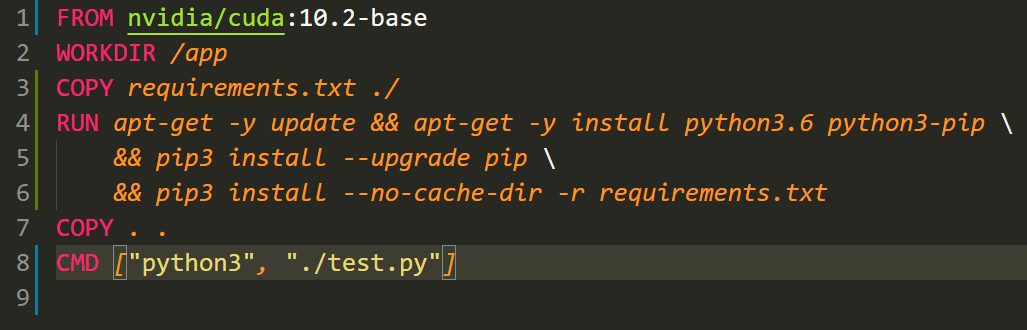 1 FROM nvidia/cuda:10.2-base
2 WORKDIR /app
3 COPY requirements.txt ./
4 RUN apt-get -y update && apt-get -y install python3.6 python3-pip \
5     && pip3 install --upgrade pip \
6     && pip3 install --no-cache-dir -r requirements.txt
7 COPY . .
8 CMD ["python3", "./test.py"]
9